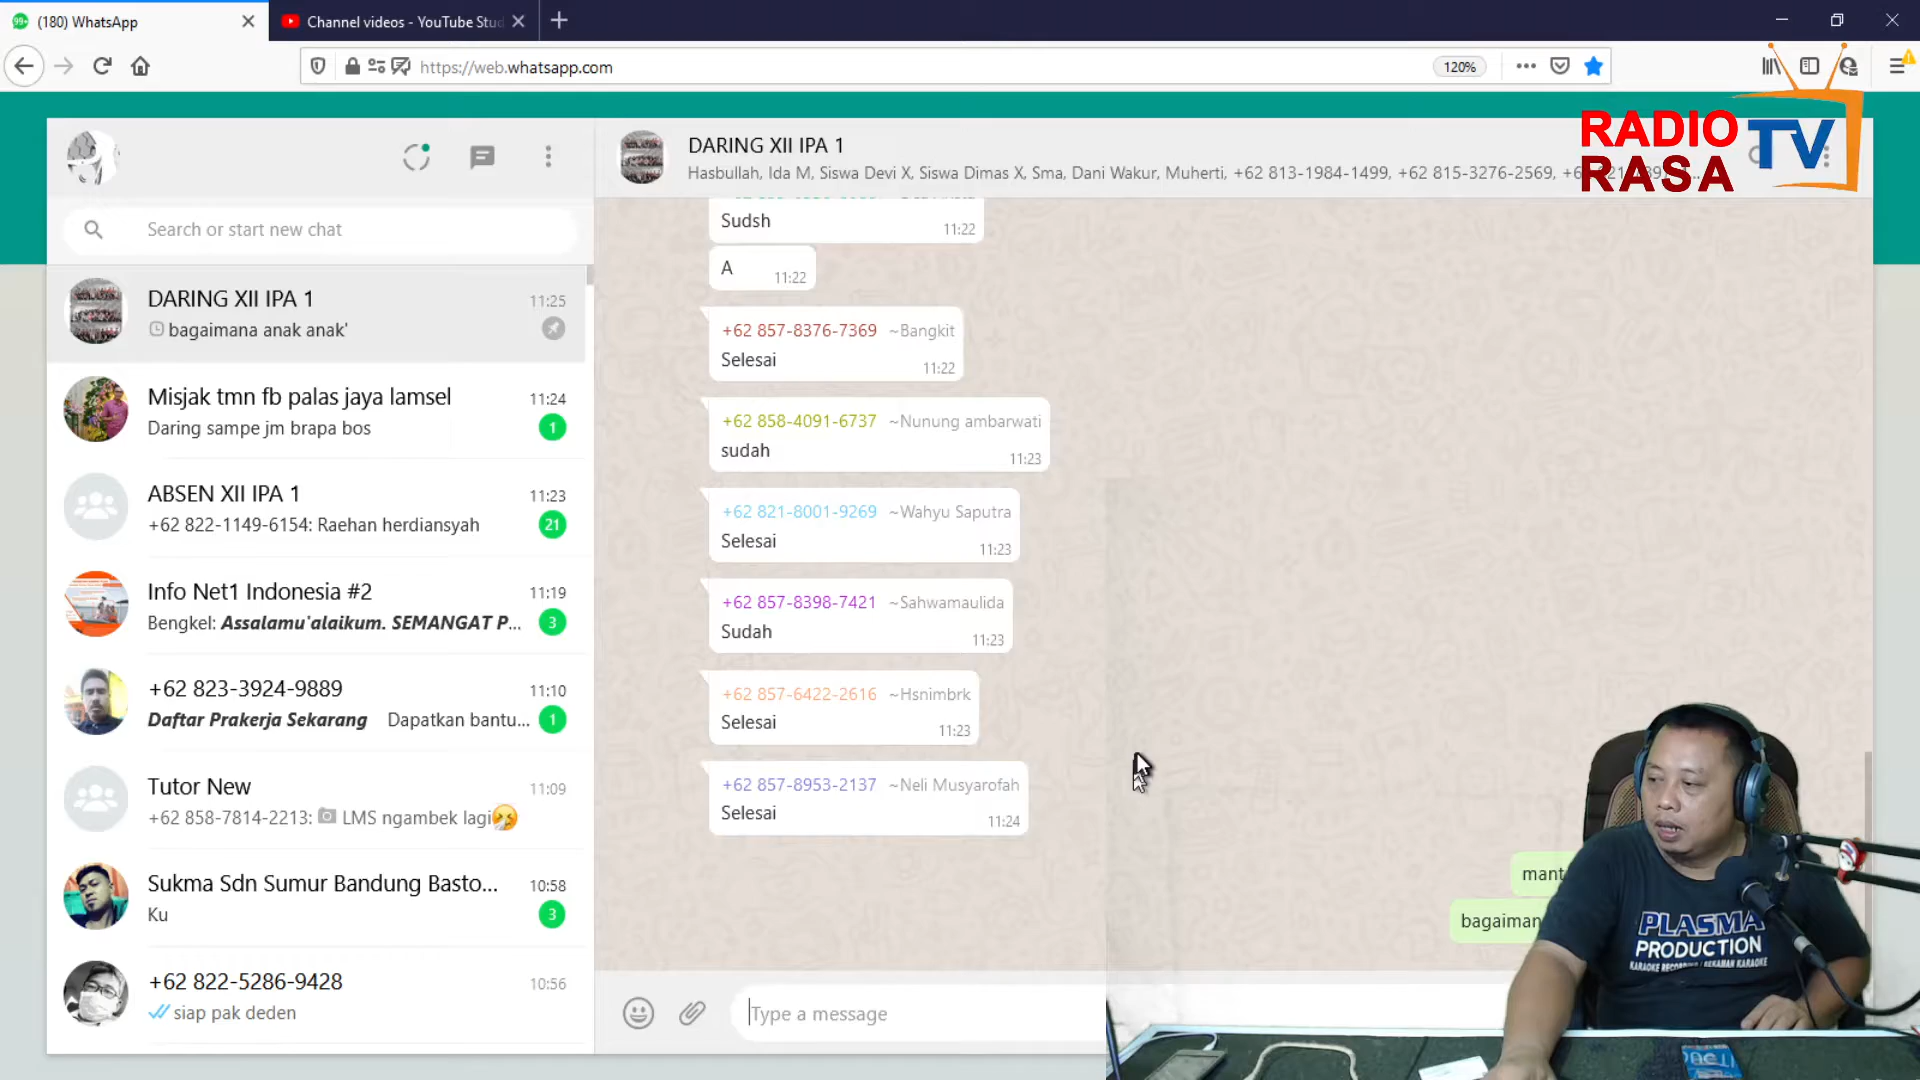 (180) WhatsApp
Channel videos - YouTube Stud
https://web.whatsapp.com
120%
RADIO
RASA
TV
Search or start new chat
DARING XII IPA 1
11:25
bagaimana anak anak'
Misjak tmn fb palas jaya lamsel
11:24
Daring sampe jm brapa bos
1
ABSEN XII IPA 1
11:23
+62 822-1149-6154: Raehan herdiansyah
21
Info Net1 Indonesia #2
11:19
Bengkel: Assalamu`alaikum. SEMANGAT P...
3
+62 823-3924-9889
11:10
Daftar Prakerja Sekarang Dapatkan bantu...
1
Tutor New
11:09
+62 858-7814-2213: LMS ngambek lagi
Sukma Sdn Sumur Bandung Basto...
10:58
Ku
3
+62 822-5286-9428
10:56
siap pak deden
DARING XII IPA 1
Hasbullah, Ida M, Siswa Devi X, Siswa Dimas X, Sma, Dani Wakur, Muherti, +62 813-1984-1499, +62 815-3276-2569,
Sudsh
11:22
A
11:22
+62 857-8376-7369 ~Bangkit
Selesai
11:22
+62 858-4091-6737 ~Nunung ambarwati
sudah
11:23
+62 821-8001-9269 ~Wahyu Saputra
Selesai
11:23
+62 857-8398-7421 ~Sahwamaulida
Sudah
11:23
+62 857-6422-2616 ~Hsnimbrk
Selesai
11:23
+62 857-8953-2137 ~Neli Musyarofah
Selesai
11:24
mant
bagaiman
Type a message
PLASMA
PRODUCTION